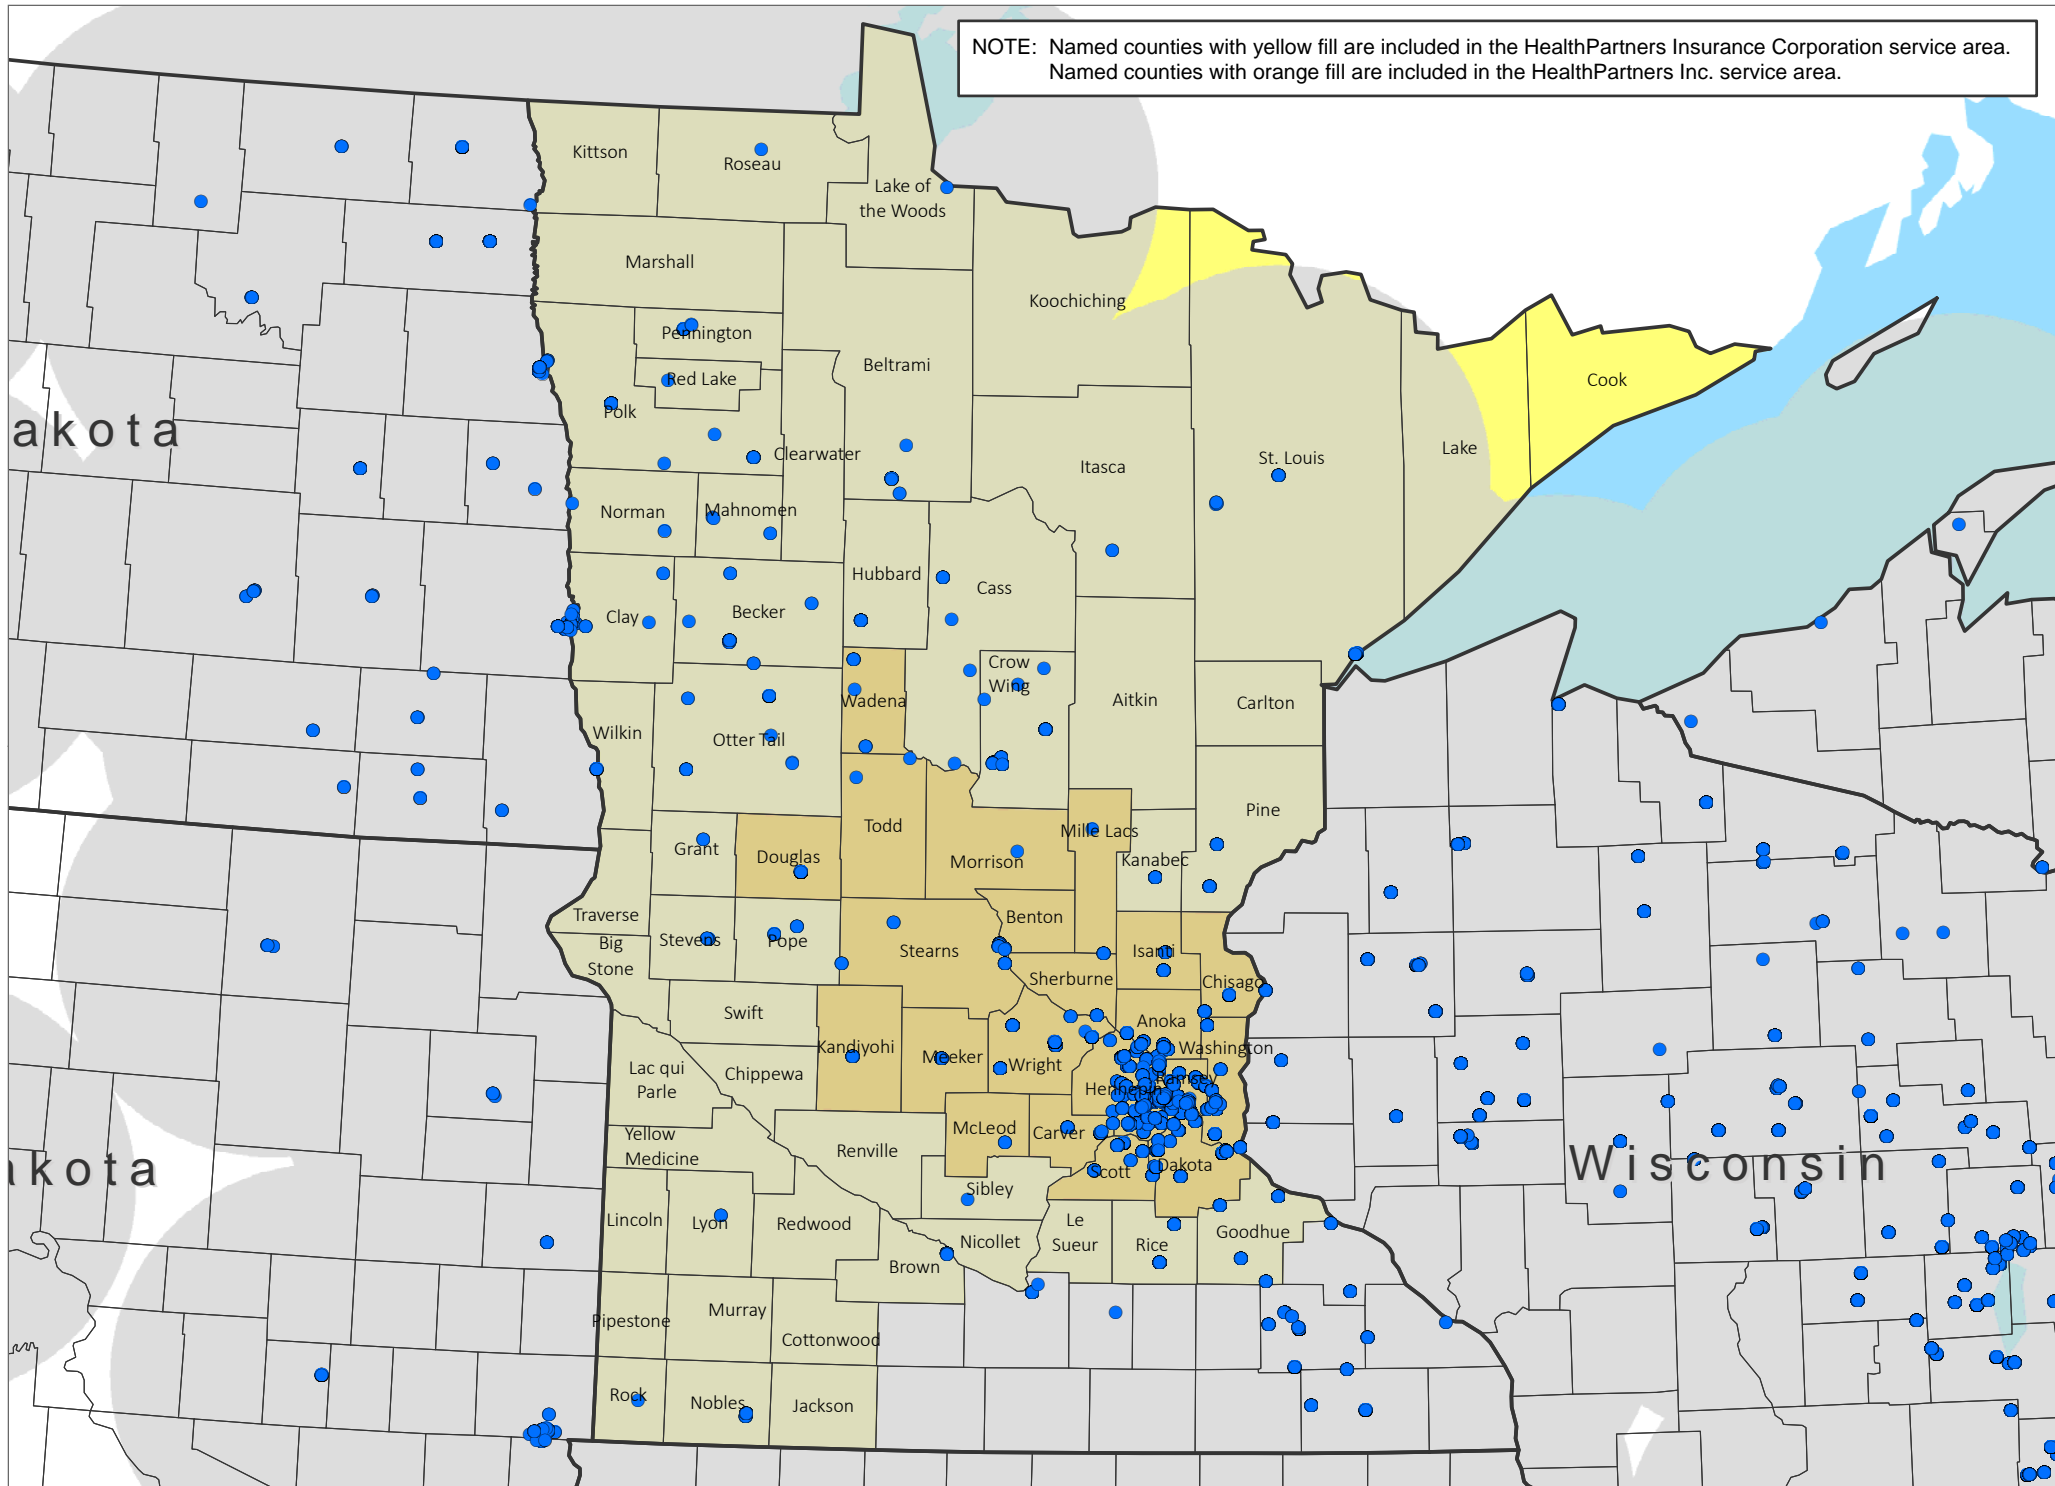 NOTE: Named counties with yellow fill are included in the HealthPartners Insurance Corporation service area.
Named counties with orange fill are included in the HealthPartners Inc. service area.
Kittson
Roseau
Lake of
the Woods
Marshall
Koochiching
Pennington
Beltrami
Red Lake
Cook
Polk
akota
Clearwater
Itasca
St. Louis
Lake
Norman
Mahnomen
Hubbard
Cass
Clay
Becker
Crow
Wing
Wadena
Aitkin
Carlton
Wilkin
Otter Tail
Pine
Todd
Mille Lacs
Grant
Douglas
Morrison
Kanabec
Traverse
Benton
Big
Stone
Stevens
Pope
Stearns
Isanti
Sherburne
Chisago
Swift
Anoka
Kandiyohi
Meeker
Wright
Washington
Lac qui
Parle
Chippewa
Hennepin
Ramsey
McLeod
Carver
Yellow
Medicine
Renville
akota
Scott
Dakota
Wisconsin
Sibley
Lincoln
Lyon
Redwood
Le
Sueur
Nicollet
Rice
Goodhue
Brown
Pipestone
Murray
Cottonwood
Rock
Nobles
Jackson